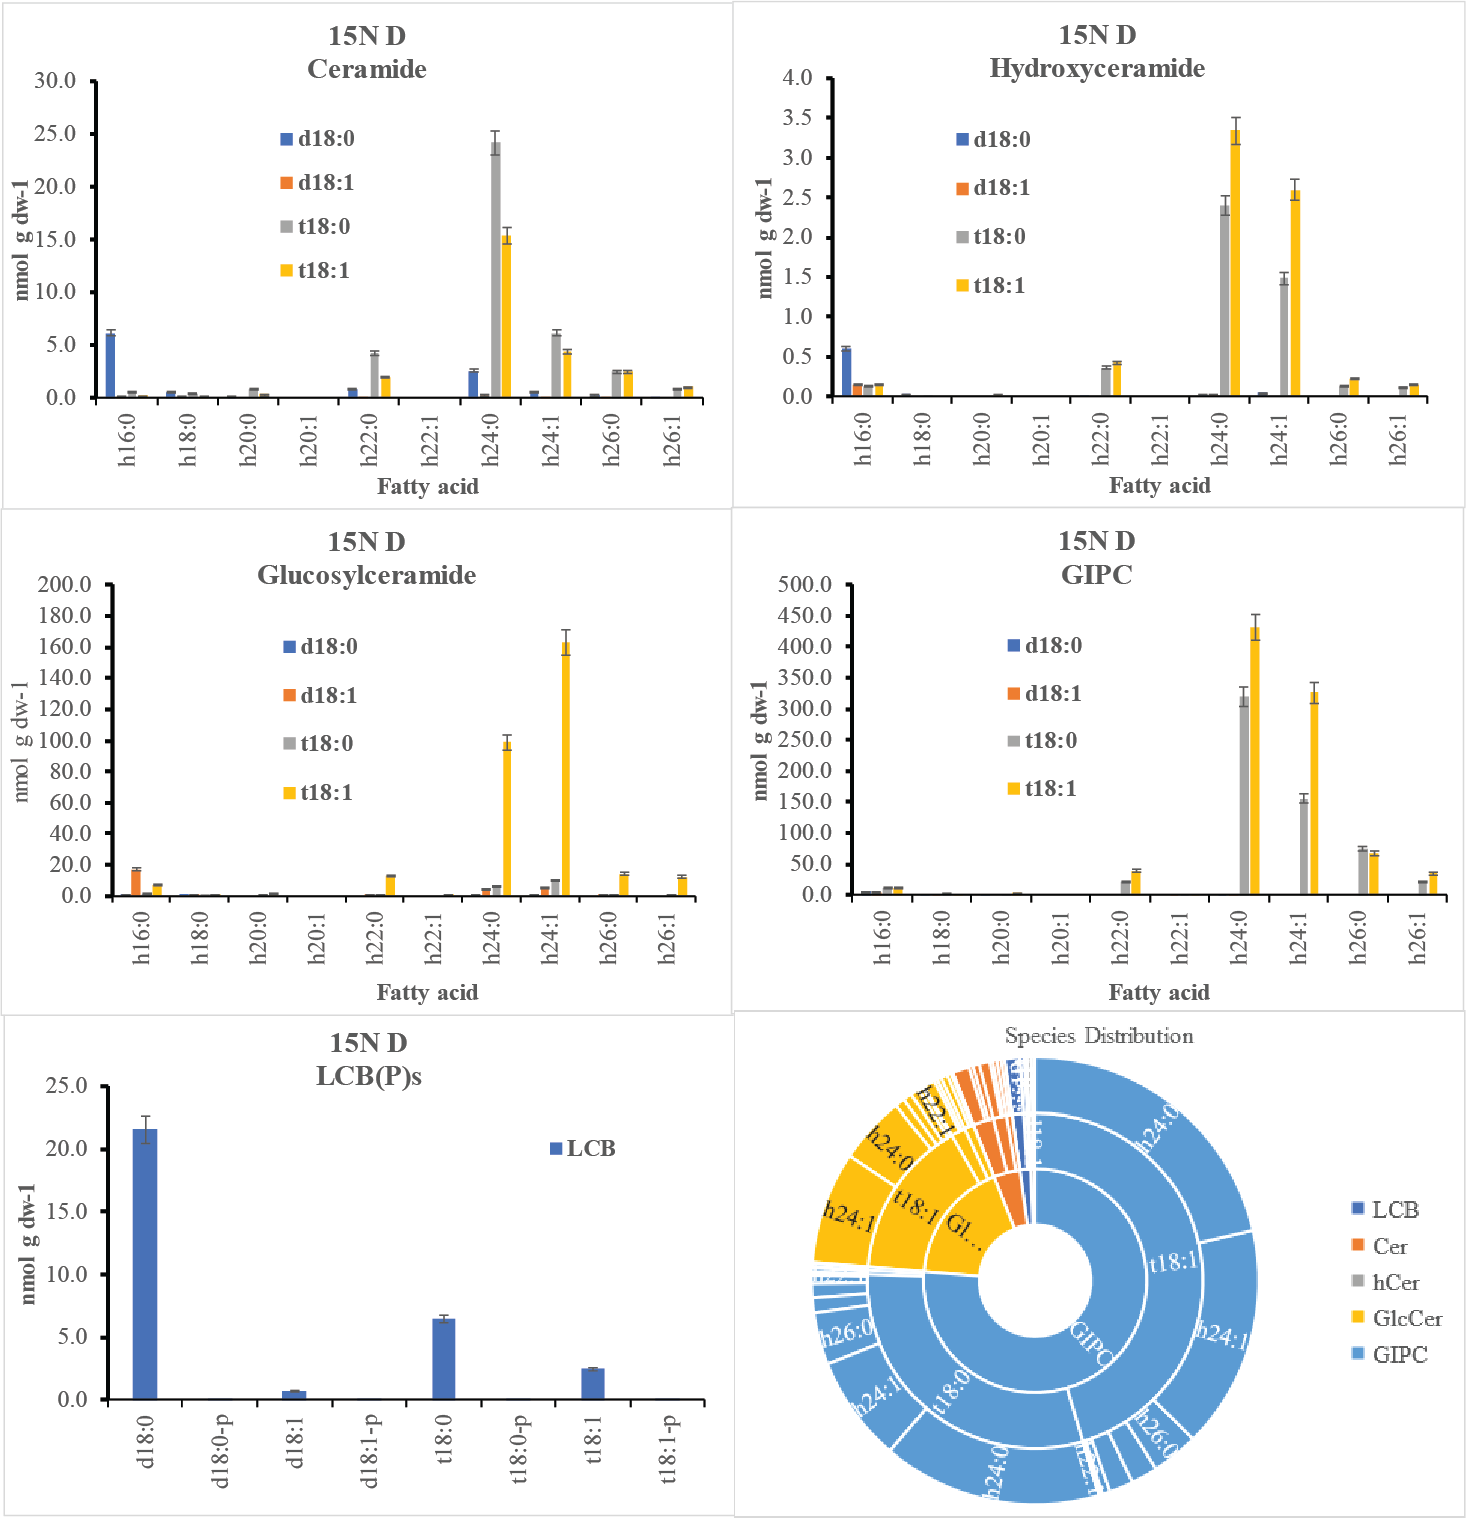 15N D
Ceramide
30.0
25.0
20.0
15.0
10.0
5.0
0.0
nmol g dw-1
d18:0
d18:1
t18:0
t18:1
h16:0
h18:0
h20:0
h20:1
h22:0
h22:1
h24:0
h24:1
h26:0
h26:1
Fatty acid
15N D
Hydroxyceramide
4.0
3.5
3.0
2.5
2.0
1.5
1.0
0.5
0.0
nmol g dw-1
d18:0
d18:1
t18:0
t18:1
h16:0
h18:0
h20:0
h20:1
h22:0
h22:1
h24:0
h24:1
h26:0
h26:1
Fatty acid
15N D
Glucosylceramide
200.0
180.0
160.0
140.0
120.0
100.0
80.0
60.0
40.0
20.0
0.0
nmol g dw-1
d18:0
d18:1
t18:0
t18:1
h16:0
h18:0
h20:0
h20:1
h22:0
h22:1
h24:0
h24:1
h26:0
h26:1
Fatty acid
15N D
GIPC
500.0
450.0
400.0
350.0
300.0
250.0
200.0
150.0
100.0
50.0
0.0
nmol g dw-1
d18:0
d18:1
t18:0
t18:1
h16:0
h18:0
h20:0
h20:1
h22:0
h22:1
h24:0
h24:1
h26:0
h26:1
Fatty acid
15N D
LCB(P)s
25.0
20.0
15.0
10.0
5.0
0.0
nmol g dw-1
LCB
d18:0
d18:0-p
d18:1
d18:1-p
t18:0
t18:0-p
t18:1
t18:1-p
Species Distribution
h24:0
h24:1
h26:0
h22:1
h24:0
h24:1
h26:0
h24:1
h24:0
h22:1
t18:1
t18:0
t18:1
GIPC
Gl...
LCB
Cer
hCer
GlcCer
GIPC